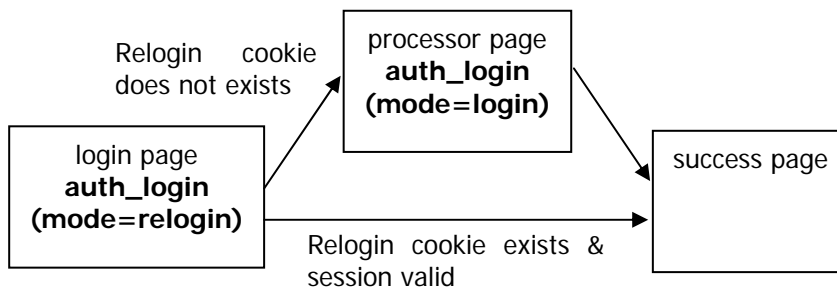 Relogin cookie
does not exists
processor page
auth_login
(mode=login)
login page
auth_login
(mode=relogin)
success page
Relogin cookie exists &
session valid